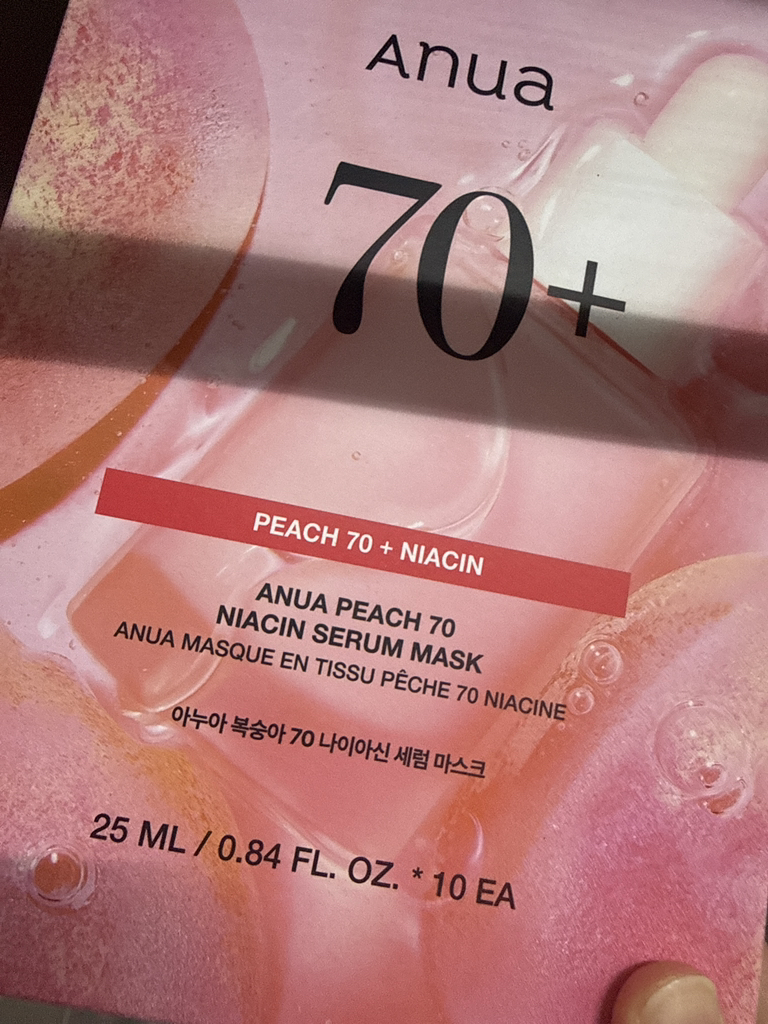 Anua
70+
PEACH 70 + NIACIN
ANUA PEACH 70
NIACIN SERUM MASK
ANUA MASQUE EN TISSU PÊCHE 70 NIACINE
아누아 복숭아 70 나이아신 세럼 마스크
25 ML / 0.84 FL. OZ. * 10 EA